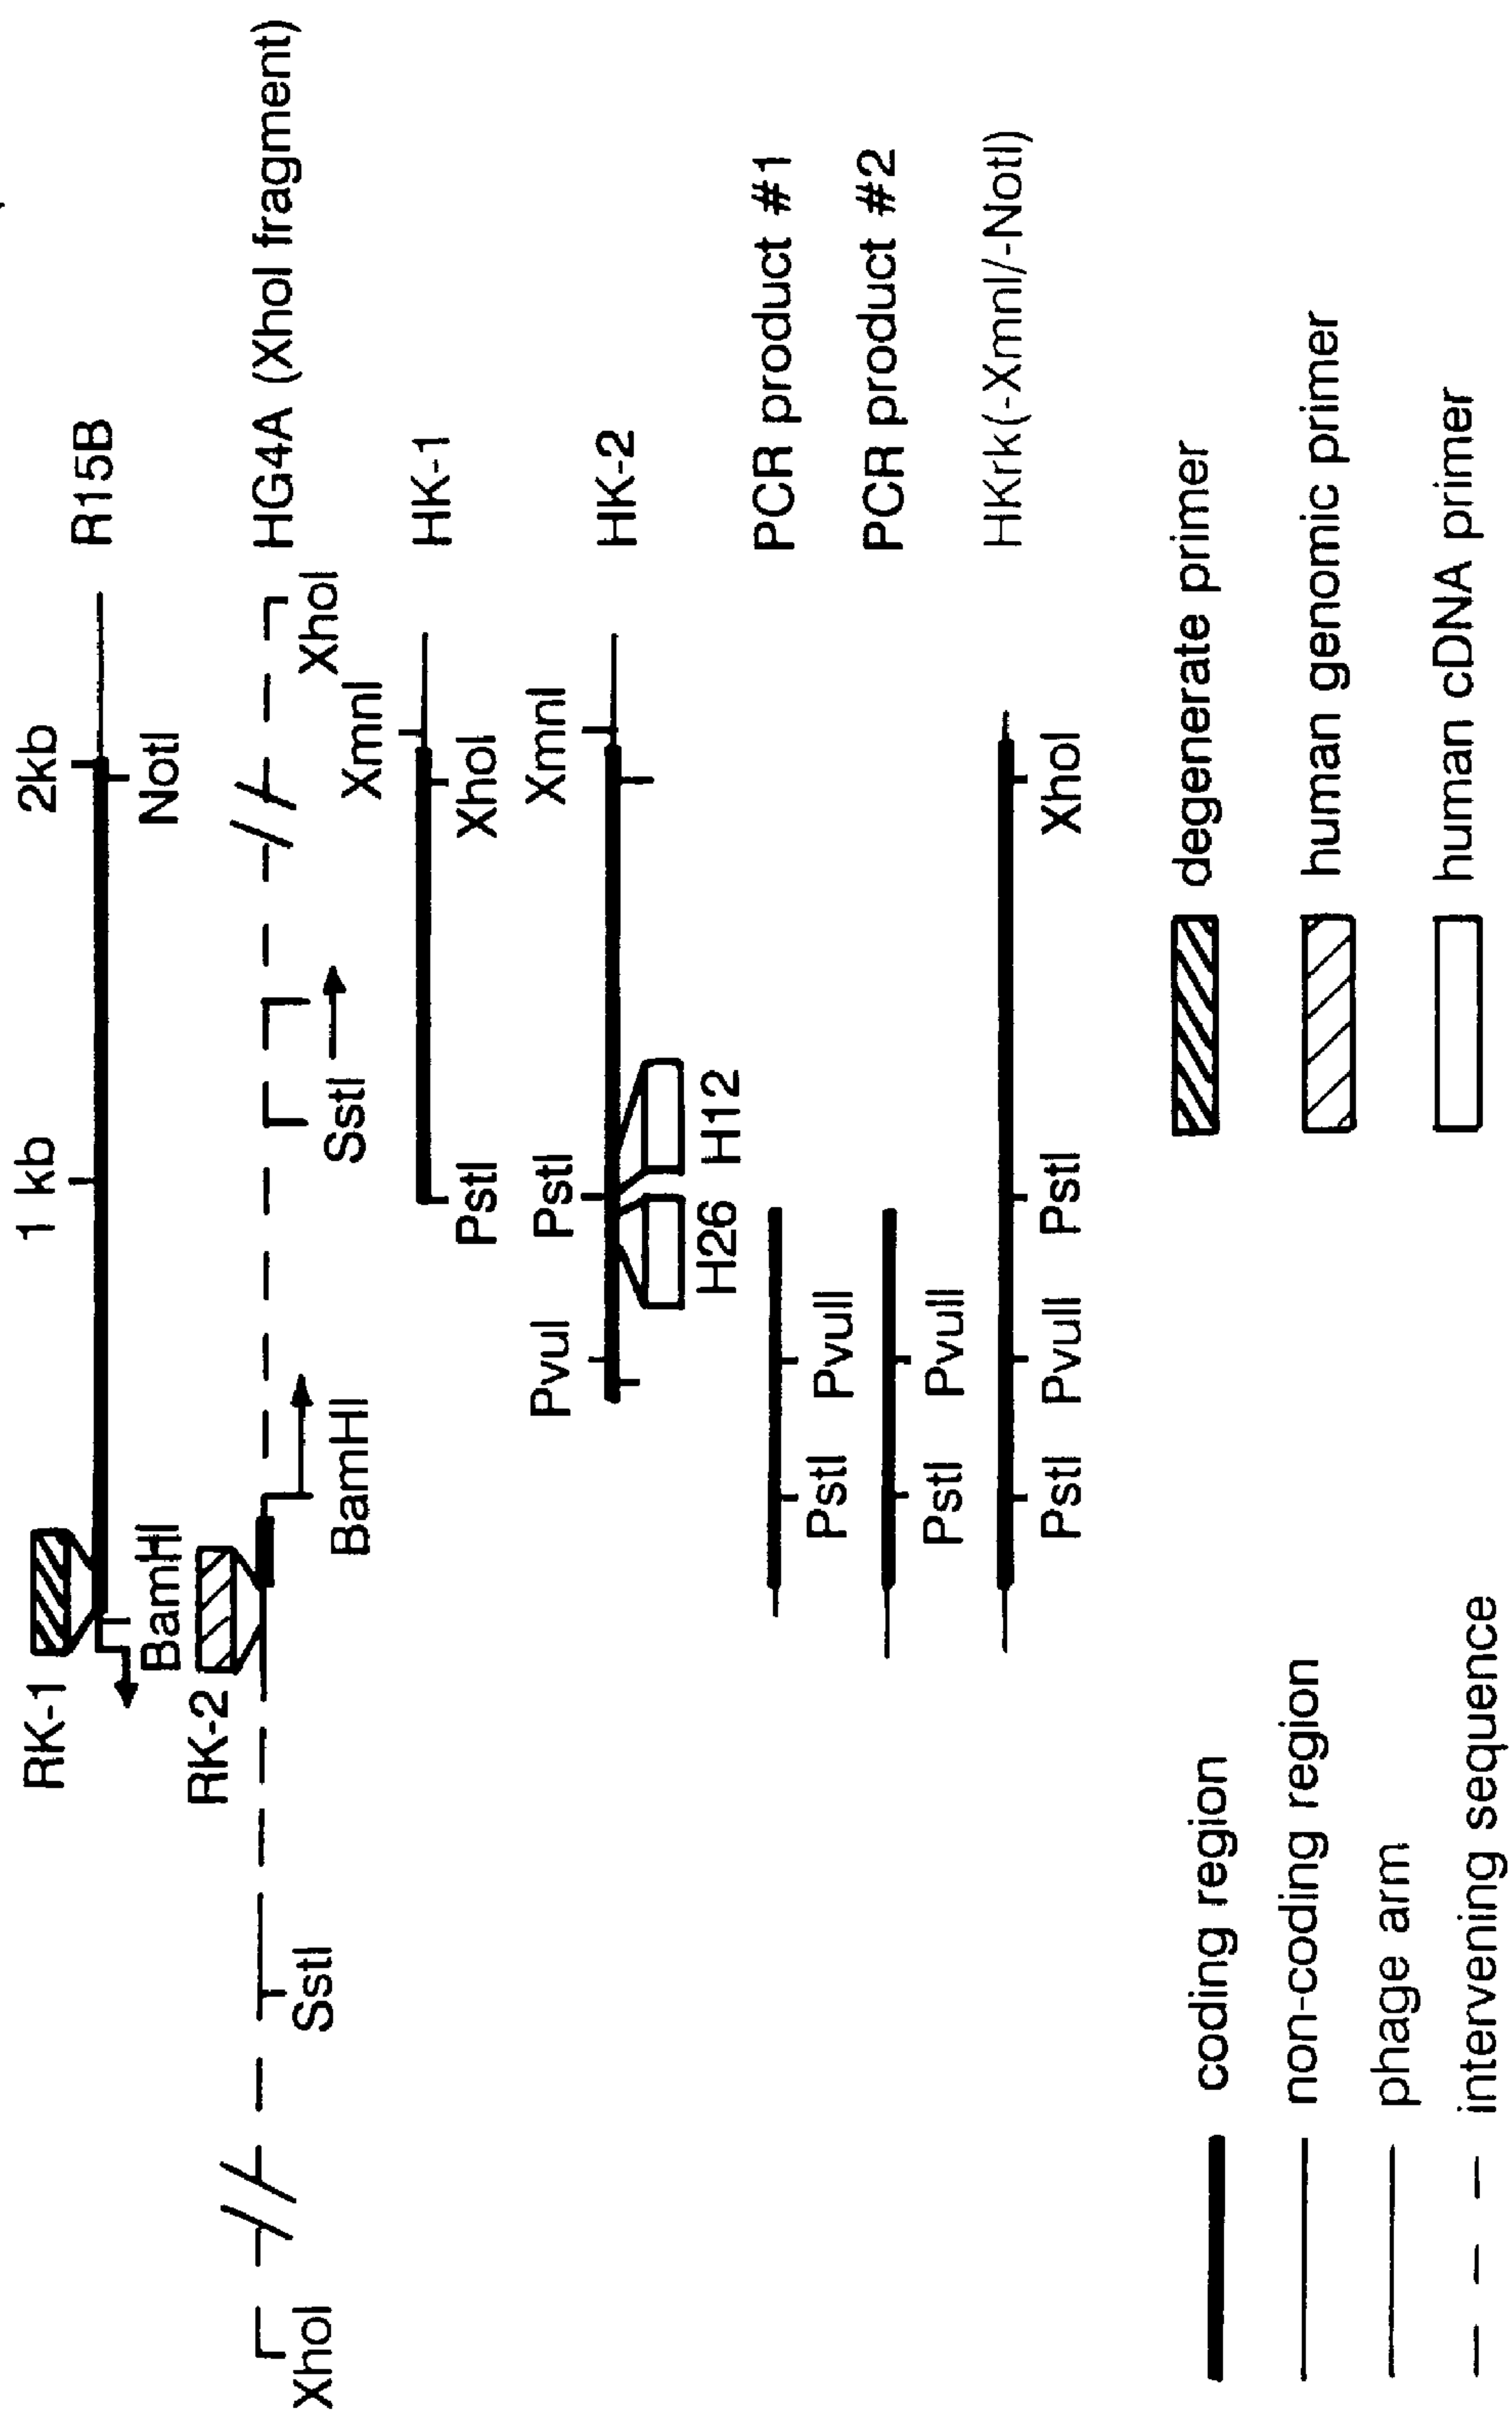 1 kb
2kb
RK-1
R15B
BamHI
NotI
RK-2
HG4A (XhoI fragment)
XhoI
SstI
BamHI
SstI
XhoI
XmnI
HK-1
PstI
XhoI
PvuI
PstI
XmnI
HK-2
H26
H12
PCR product #1
PstI
PvuII
PCR product #2
PstI
PvuII
HKrk(-XmnI/-NotI)
PstI
PvuII
PstI
XhoI
coding region
non-coding region
phage arm
intervening sequence
degenerate primer
human genomic primer
human cDNA primer